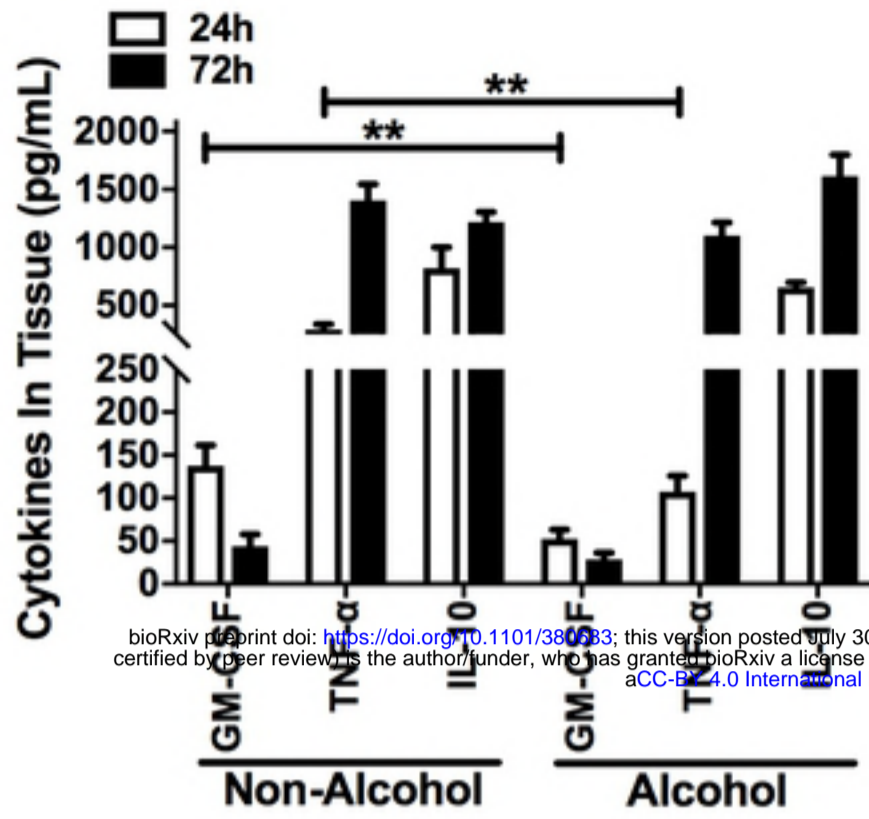 24h
72h
**
**
Cytokines In Tissue (pg/mL)
2000
1500
1000
500
250
200
150
100
50
0
GM-CSF
TNF-α
IL-10
GM-CSF
TNF-α
IL-10
bioRxiv preprint doi: https://doi.org/10.1101/380683; this version posted July 30
certified by peer review) is the author/funder, who has granted bioRxiv a license
aCC-BY 4.0 International
Non-Alcohol
Alcohol